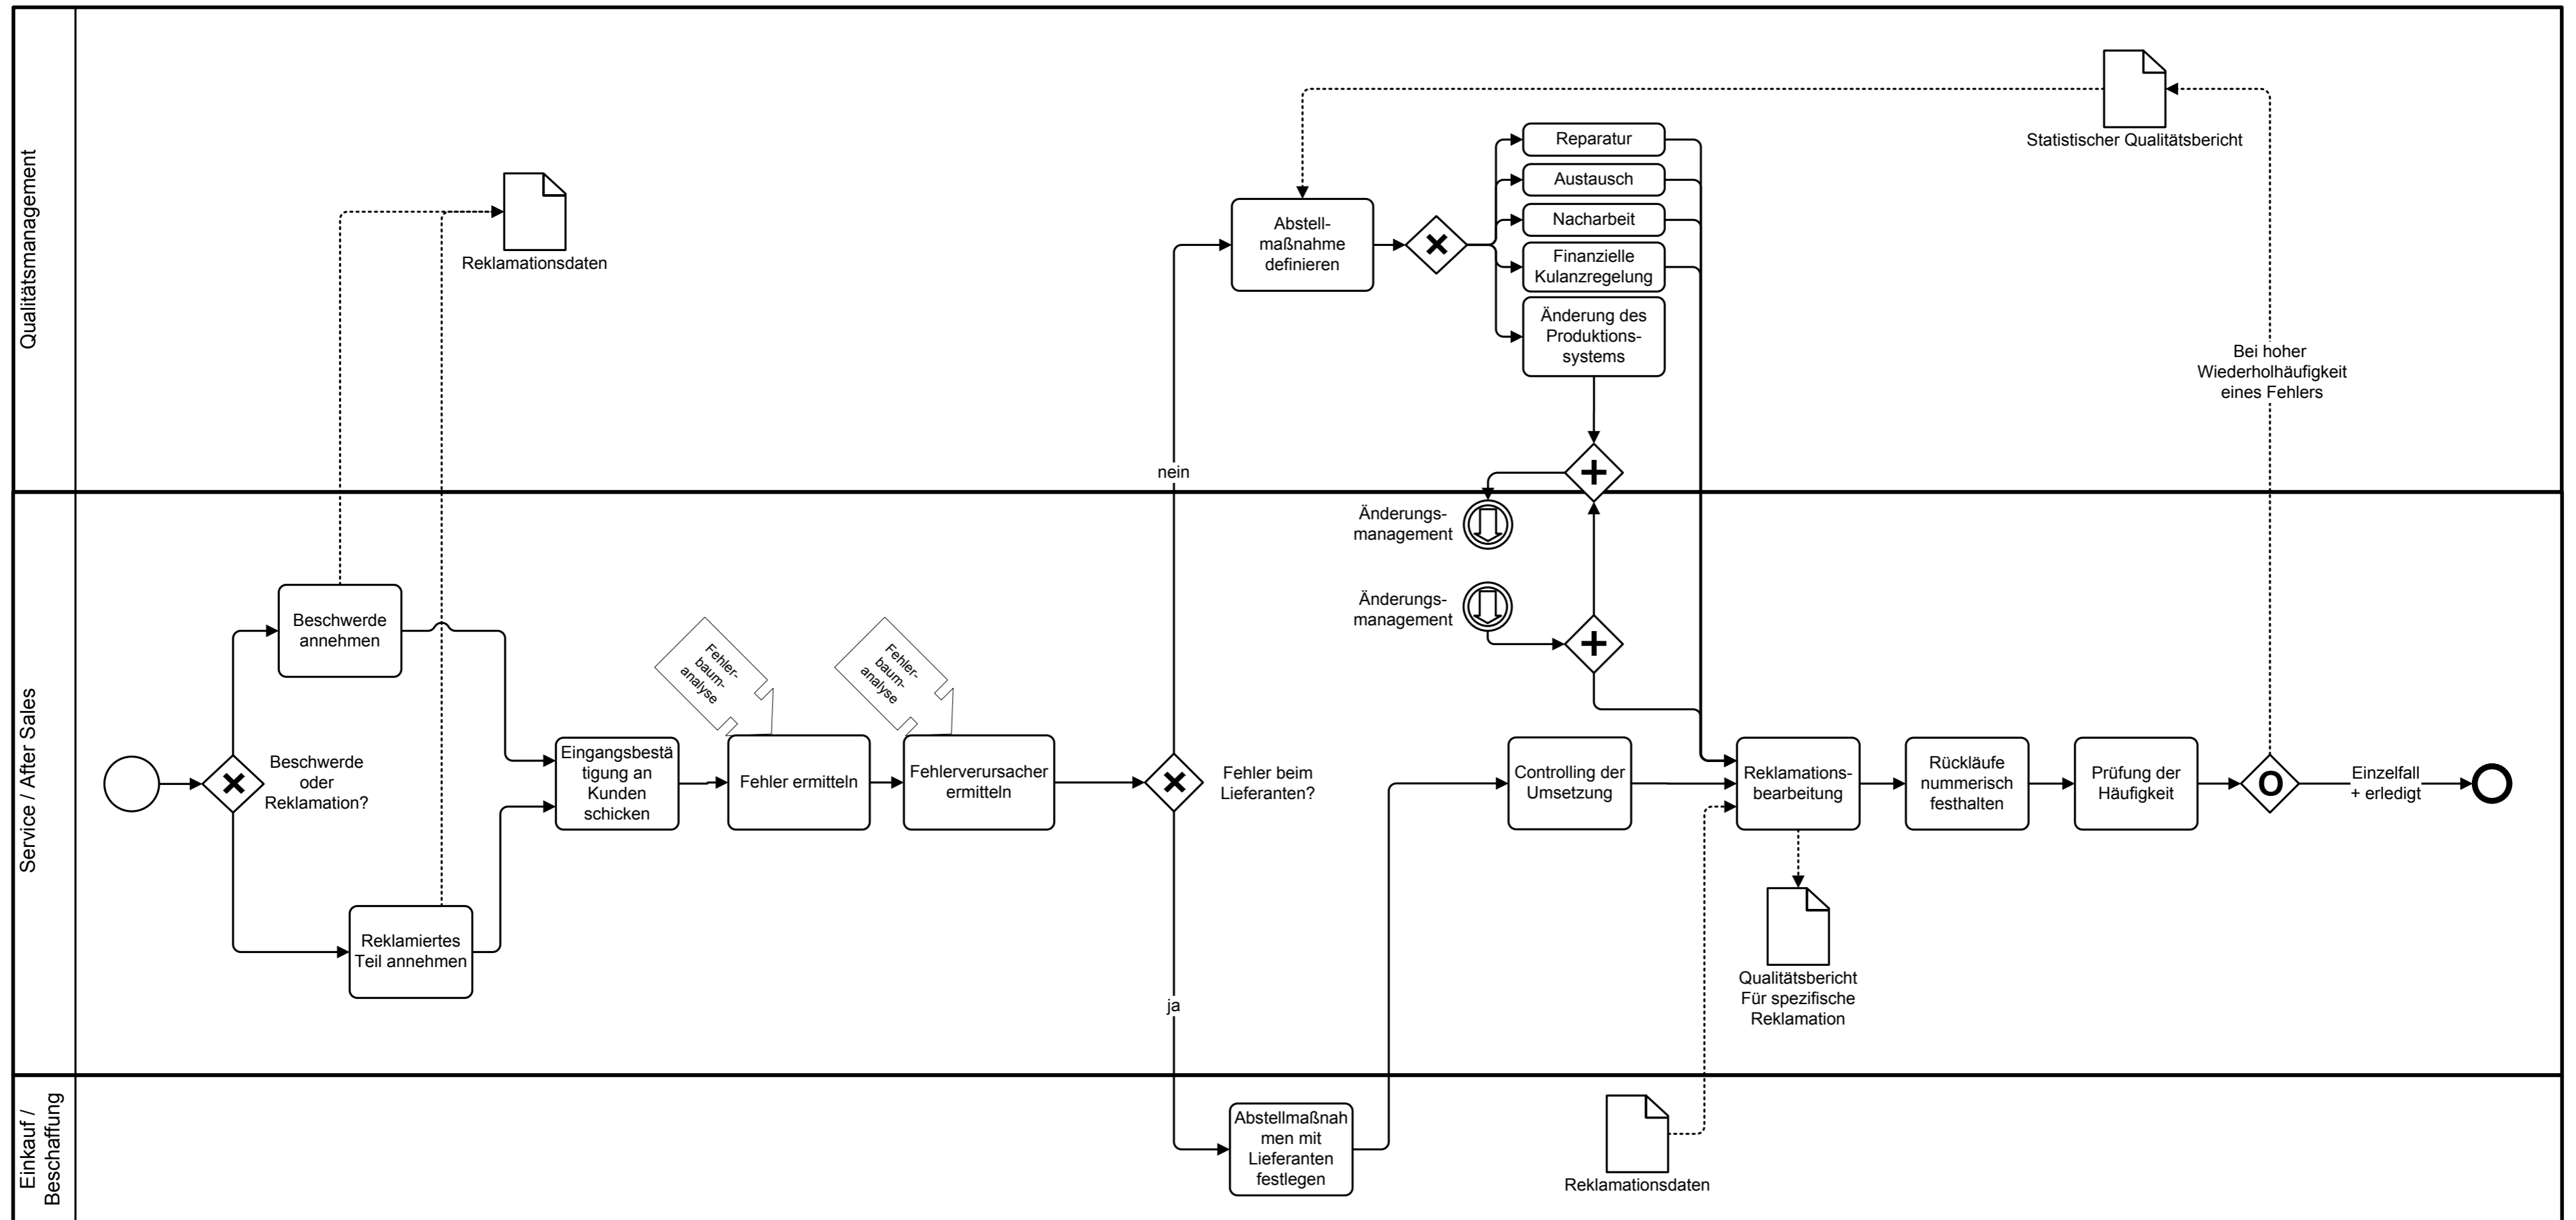 Qualitätsmanagement
Reklamationsdaten
Statistischer Qualitätsbericht
Abstell-
maßnahme
definieren
Reparatur
Austausch
Nacharbeit
Finanzielle
Kulanzregelung
Änderung des
Produktions-
systems
Bei hoher
Wiederholhäufigkeit
eines Fehlers
nein
Service / After Sales
Änderungs-
management
Änderungs-
management
Beschwerde
annehmen
Beschwerde
oder
Reklamation?
Reklamiertes
Teil annehmen
Eingangsbestä
tigung an
Kunden
schicken
Fehler-
baum-
analyse
Fehler ermitteln
Fehler-
baum-
analyse
Fehlerverursacher
ermitteln
Fehler beim
Lieferanten?
ja
Controlling der
Umsetzung
Reklamations-
bearbeitung
Rückläufe
nummerisch
festhalten
Prüfung der
Häufigkeit
O
Einzelfall
+ erledigt
Qualitätsbericht
Für spezifische
Reklamation
Einkauf /
Beschaffung
Abstellmaßnah
men mit
Lieferanten
festlegen
Reklamationsdaten